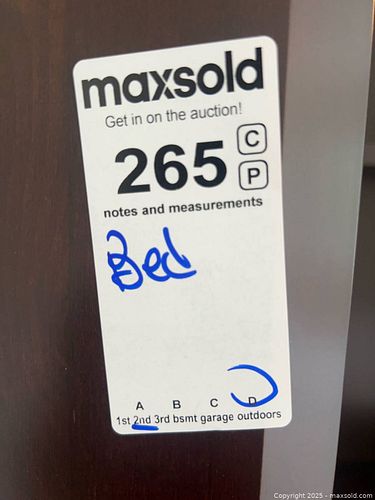 maxsold
Get in on the auction!
265 C P
notes and measurements
Bed
A B C D
1st 2nd 3rd bsmt garage outdoors
Copyright 2025 - maxsold.com